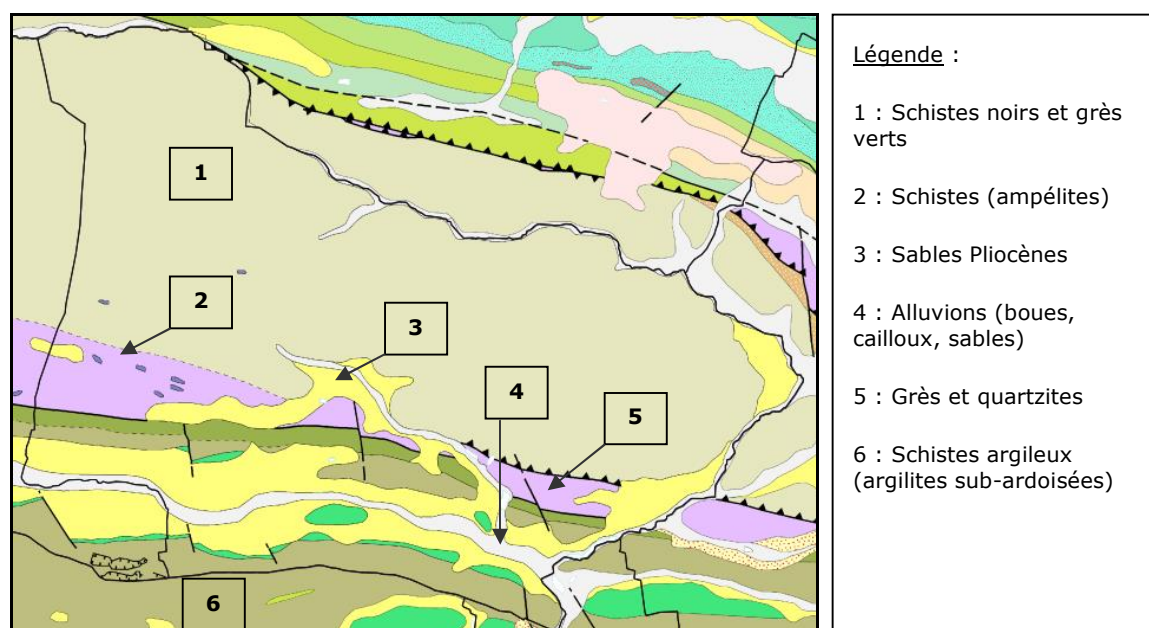 1
2
3
4
5
6
Légende :
1 : Schistes noirs et grès
verts
2 : Schistes (ampélites)
3 : Sables Pliocènes
4 : Alluvions (boues,
cailloux, sables)
5 : Grès et quartzites
6 : Schistes argileux
(argilites sub-ardoisées)